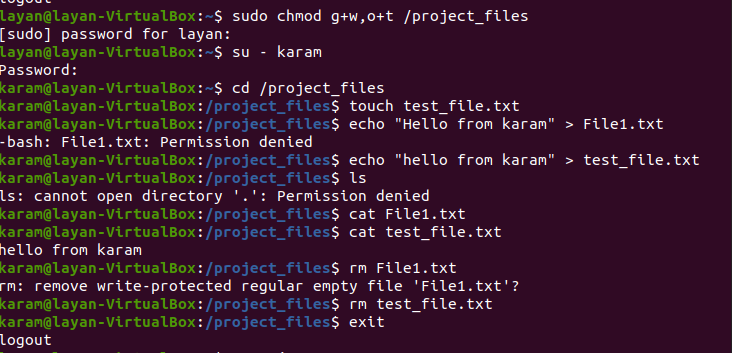 logout
layan@layan-VirtualBox:~$ sudo chmod g+w,o+t /project_files
[sudo] password for layan:
layan@layan-VirtualBox:~$ su - karam
Password:
karam@layan-VirtualBox:~$ cd /project_files
karam@layan-VirtualBox:/project_files$ touch test_file.txt
karam@layan-VirtualBox:/project_files$ echo "Hello from karam" > File1.txt
-bash: File1.txt: Permission denied
karam@layan-VirtualBox:/project_files$ echo "hello from karam" > test_file.txt
karam@layan-VirtualBox:/project_files$ ls
ls: cannot open directory '.': Permission denied
karam@layan-VirtualBox:/project_files$ cat File1.txt
karam@layan-VirtualBox:/project_files$ cat test_file.txt
hello from karam
karam@layan-VirtualBox:/project_files$ rm File1.txt
rm: remove write-protected regular empty file 'File1.txt'?
karam@layan-VirtualBox:/project_files$ rm test_file.txt
karam@layan-VirtualBox:/project_files$ exit
logout